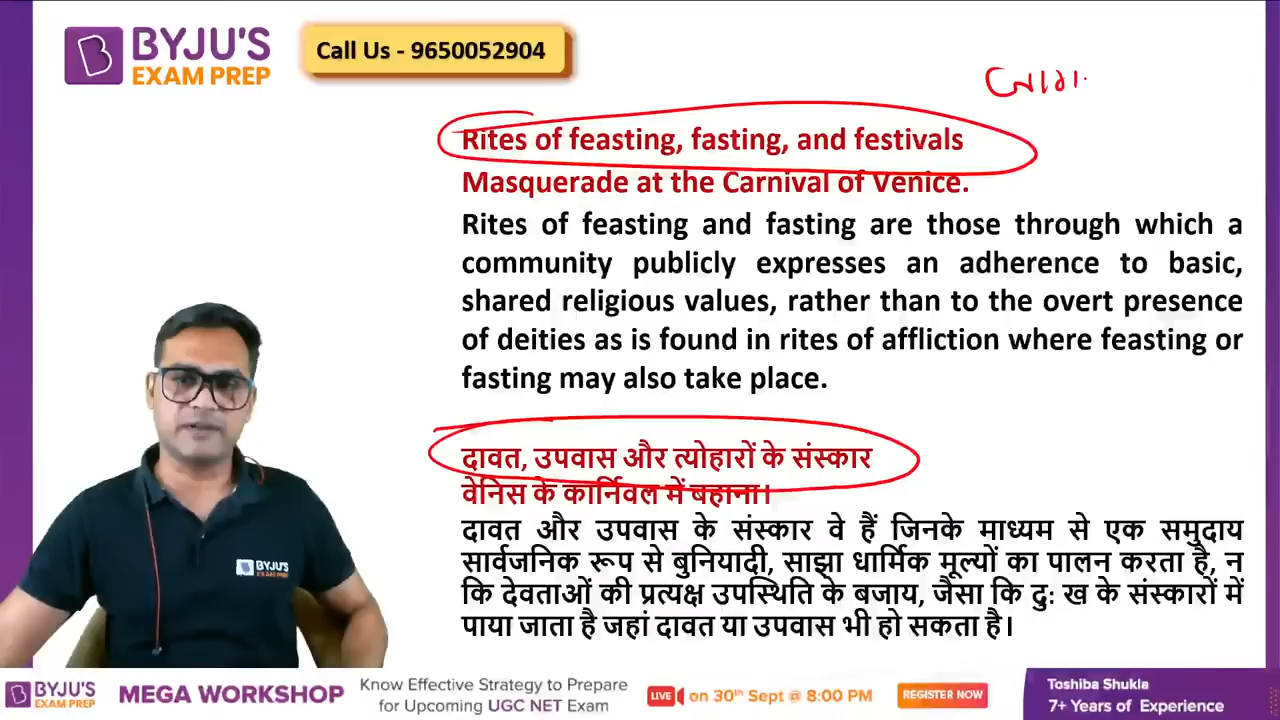 BYJU'S
EXAM PREP
Call Us - 9650052904
Rites of feasting, fasting, and festivals
Masquerade at the Carnival of Venice.
Rites of feasting and fasting are those through which a
community publicly expresses an adherence to basic,
shared religious values, rather than to the overt presence
of deities as is found in rites of affliction where feasting or
fasting may also take place.
दावत, उपवास और त्योहारों के संस्कार
वेनिस के कार्निवल में बहाना।
दावत और उपवास के संस्कार वे हैं जिनके माध्यम से एक समुदाय
सार्वजनिक रूप से बुनियादी, साझा धार्मिक मूल्यों का पालन करता है, न
कि देवताओं की प्रत्यक्ष उपस्थिति के बजाय, जैसा कि दु: ख के संस्कारों में
पाया जाता है जहां दावत या उपवास भी हो सकता है।
BYJU'S
EXAM PREP
BYJU'S
EXAM PREP
MEGA WORKSHOP
Know Effective Strategy to Prepare
for Upcoming UGC NET Exam
LIVE
on 30th Sept @ 8:00 PM
REGISTER NOW
Toshiba Shukla
7+ Years of Experience